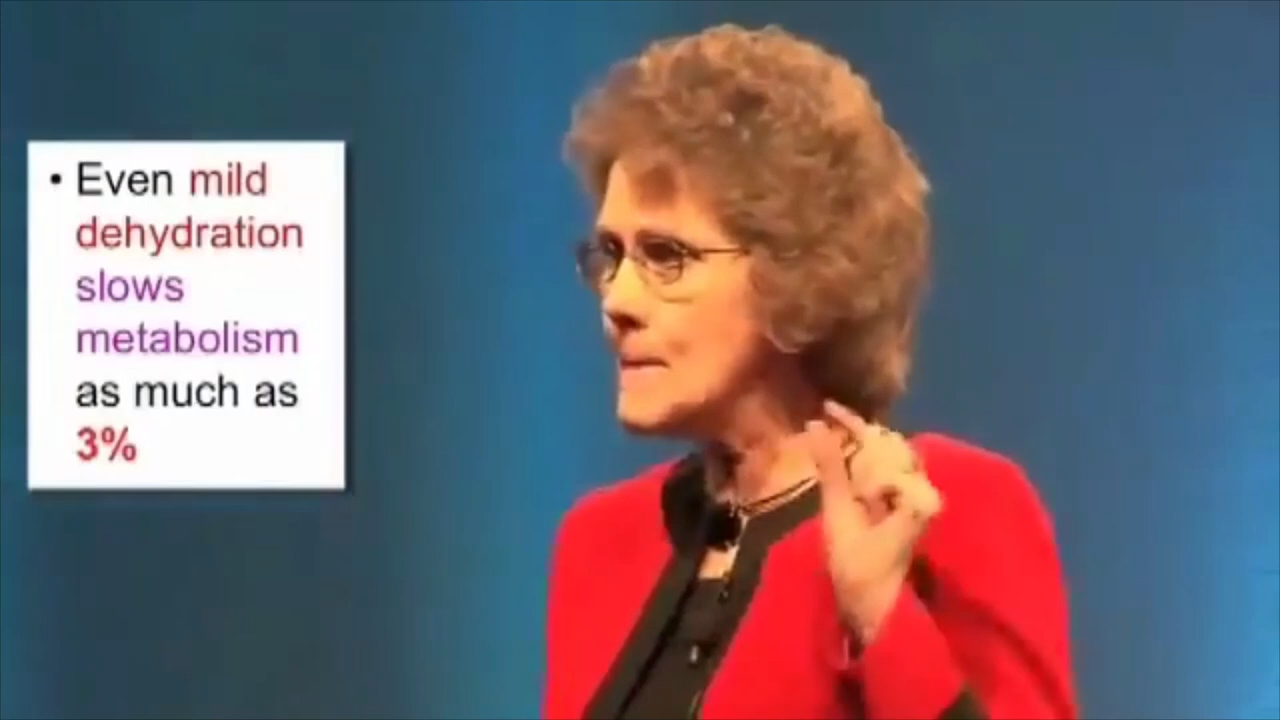 • Even mild
dehydration
slows
metabolism
as much as
3%